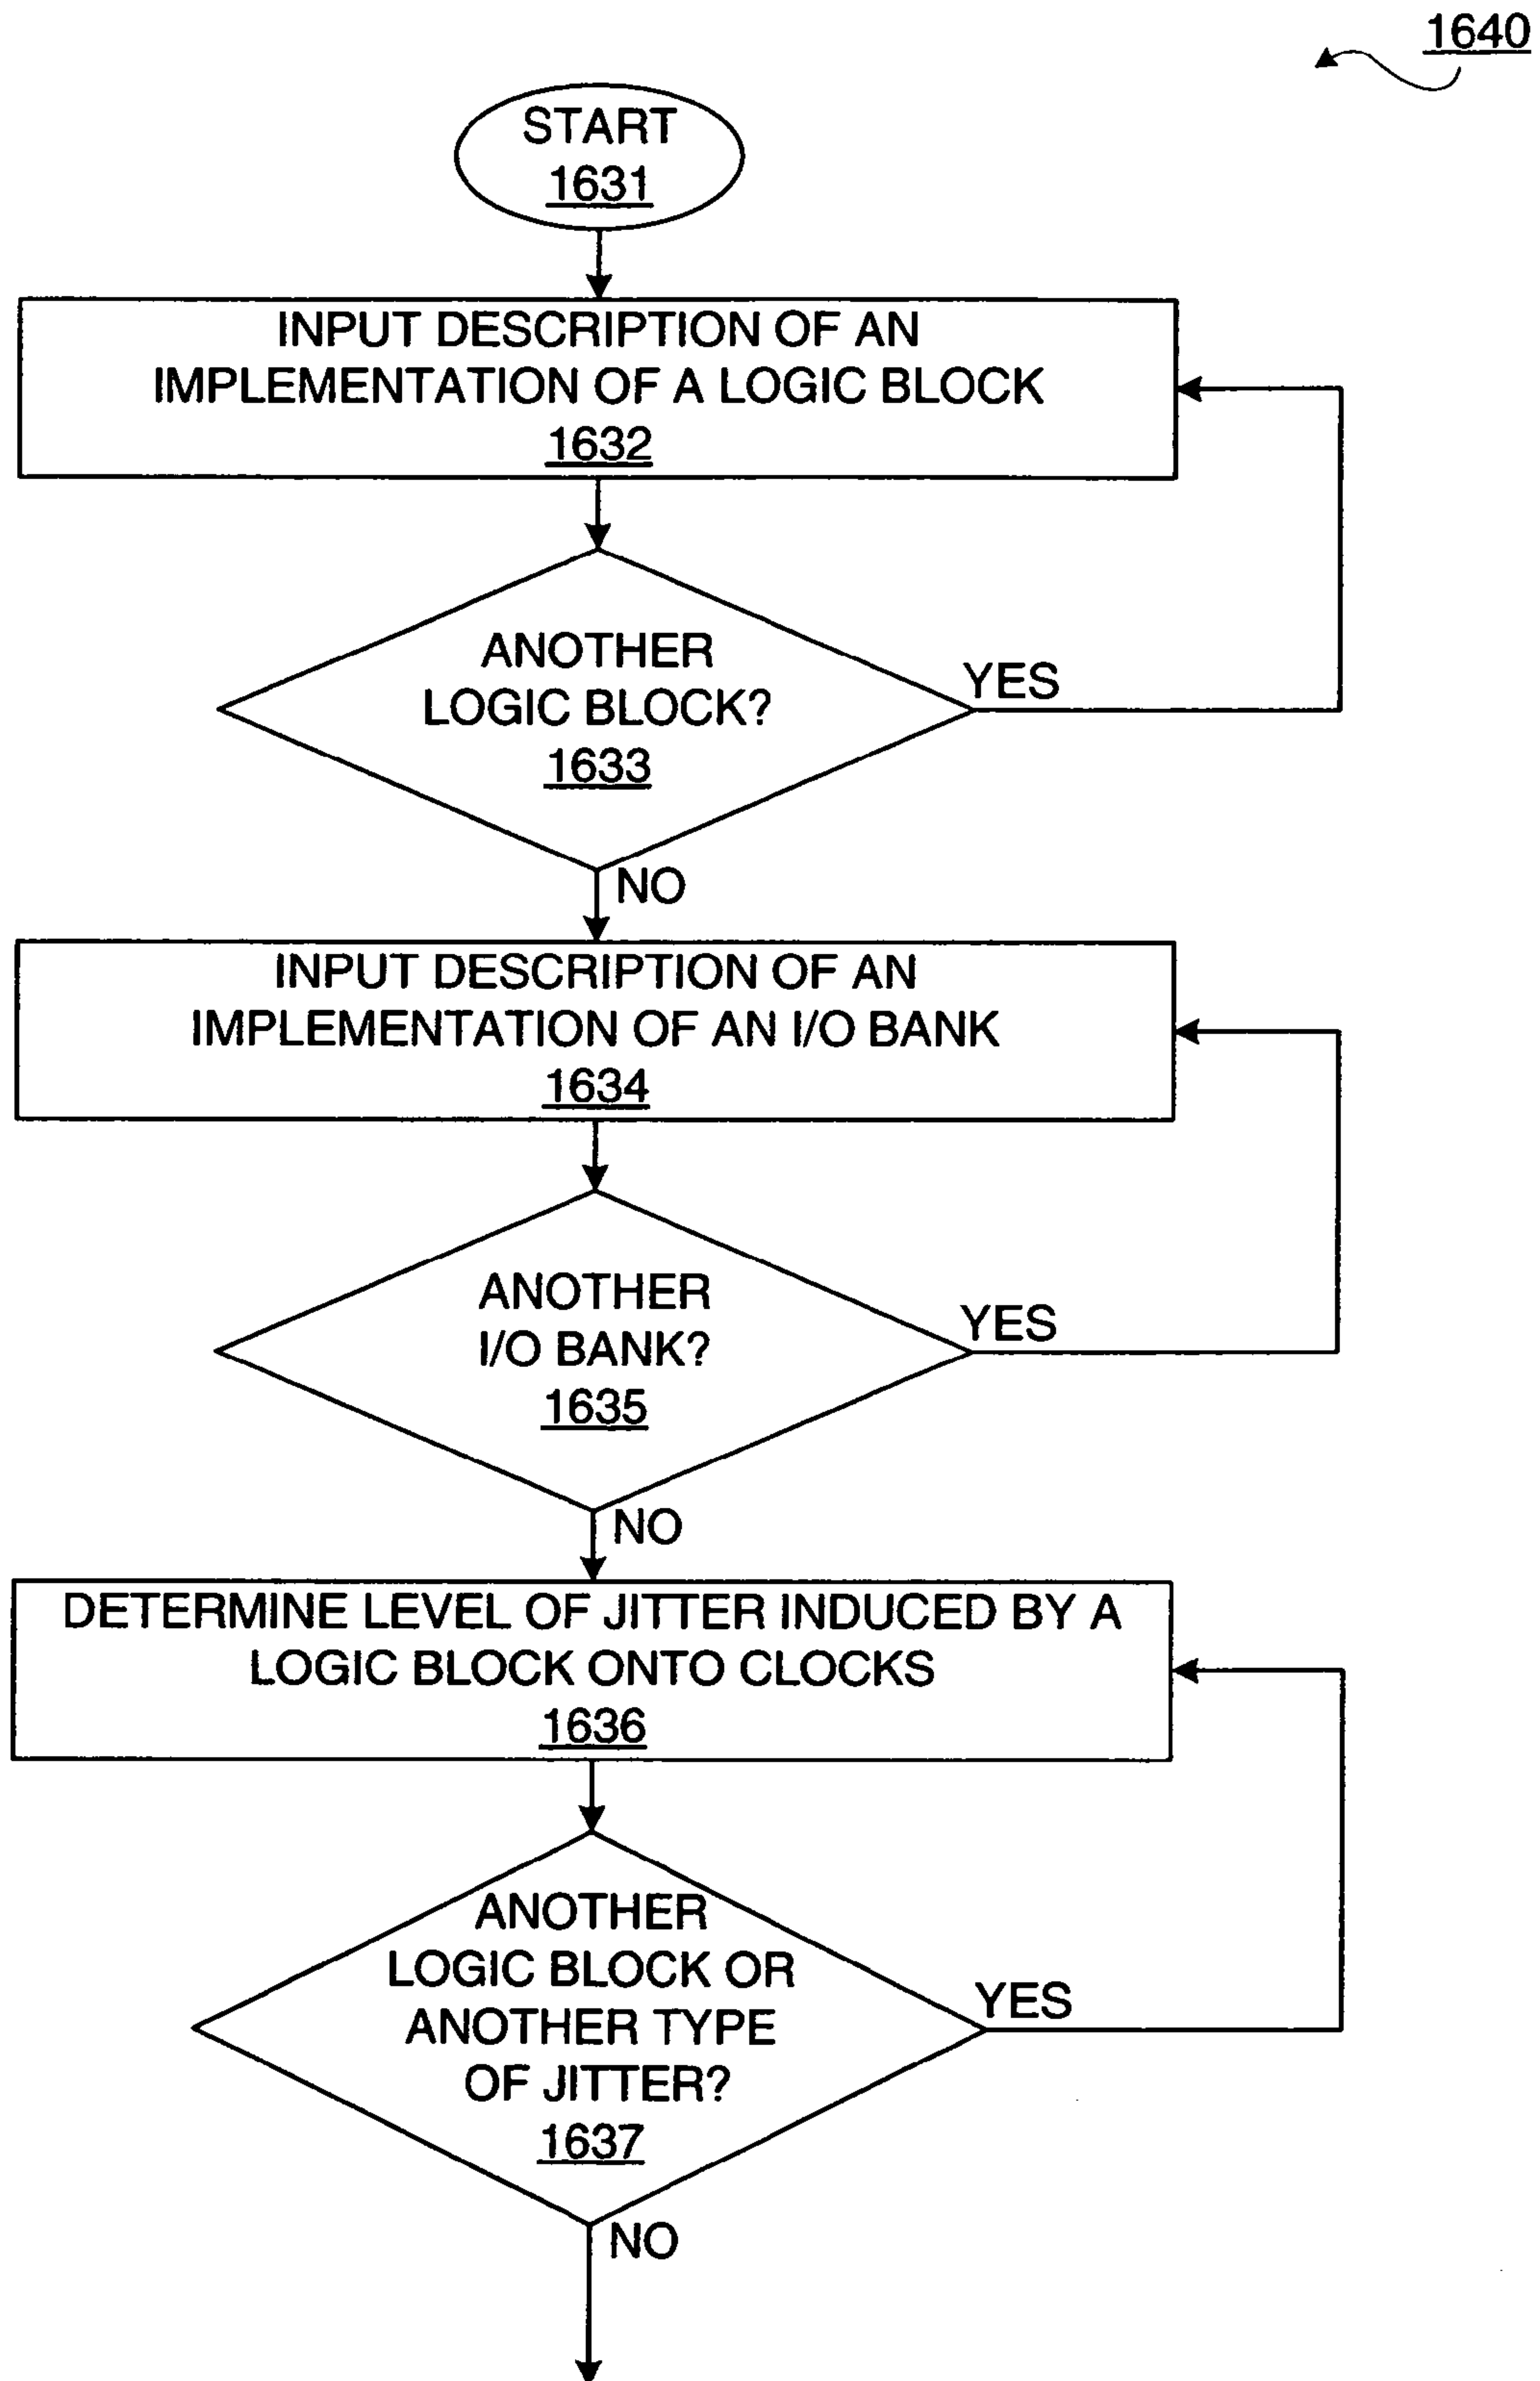 1640
START
1631
INPUT DESCRIPTION OF AN
IMPLEMENTATION OF A LOGIC BLOCK
1632
ANOTHER
LOGIC BLOCK?
1633
YES
NO
INPUT DESCRIPTION OF AN
IMPLEMENTATION OF AN I/O BANK
1634
ANOTHER
I/O BANK?
1635
YES
NO
DETERMINE LEVEL OF JITTER INDUCED BY A
LOGIC BLOCK ONTO CLOCKS
1636
ANOTHER
LOGIC BLOCK OR
ANOTHER TYPE
OF JITTER?
1637
YES
NO